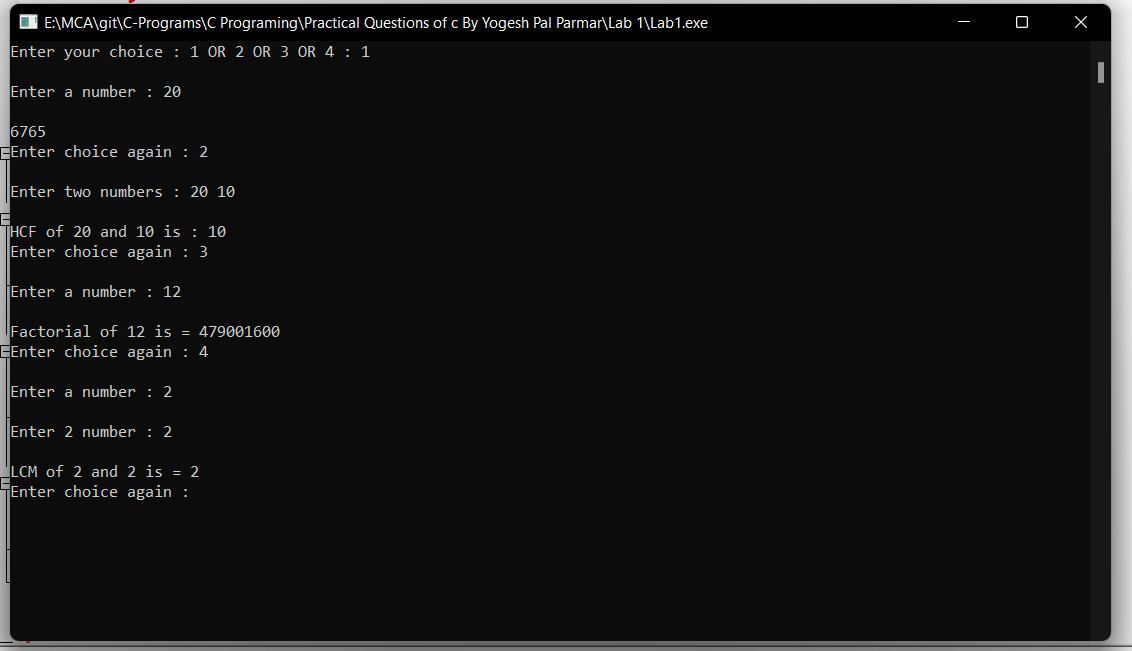 E:\MCA\git\C-Programs\C Programing\Practical Questions of c By Yogesh Pal Parmar\Lab 1\Lab1.exe
Enter your choice : 1 OR 2 OR 3 OR 4 : 1
Enter a number : 20
6765
Enter choice again : 2
Enter two numbers : 20 10
HCF of 20 and 10 is : 10
Enter choice again : 3
Enter a number : 12
Factorial of 12 is = 479001600
Enter choice again : 4
Enter a number : 2
Enter 2 number : 2
LCM of 2 and 2 is = 2
Enter choice again :